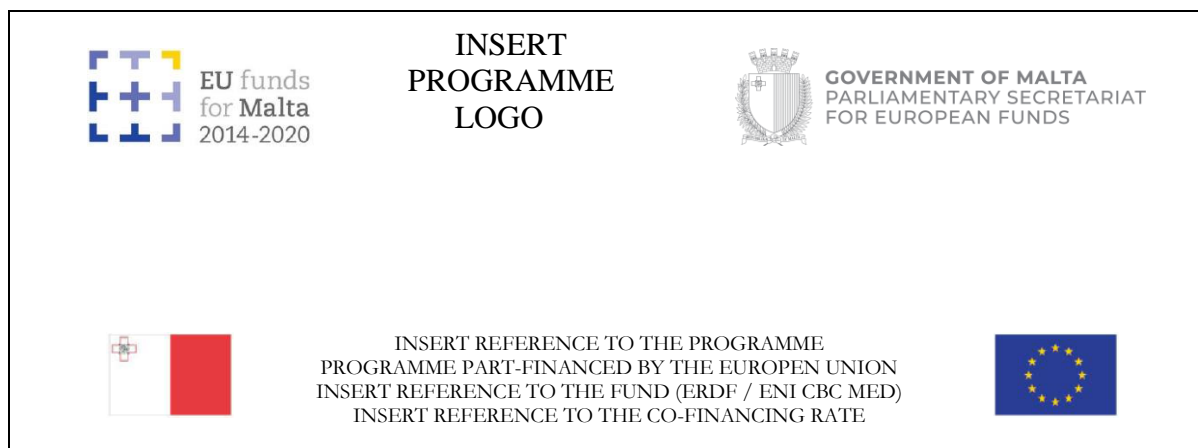 EU funds
for Malta
2014-2020
INSERT
PROGRAMME
LOGO
GOVERNMENT OF MALTA
PARLIAMENTARY SECRETARIAT
FOR EUROPEAN FUNDS
INSERT REFERENCE TO THE PROGRAMME
PROGRAMME PART-FINANCED BY THE EUROPEN UNION
INSERT REFERENCE TO THE FUND (ERDF / ENI CBC MED)
INSERT REFERENCE TO THE CO-FINANCING RATE